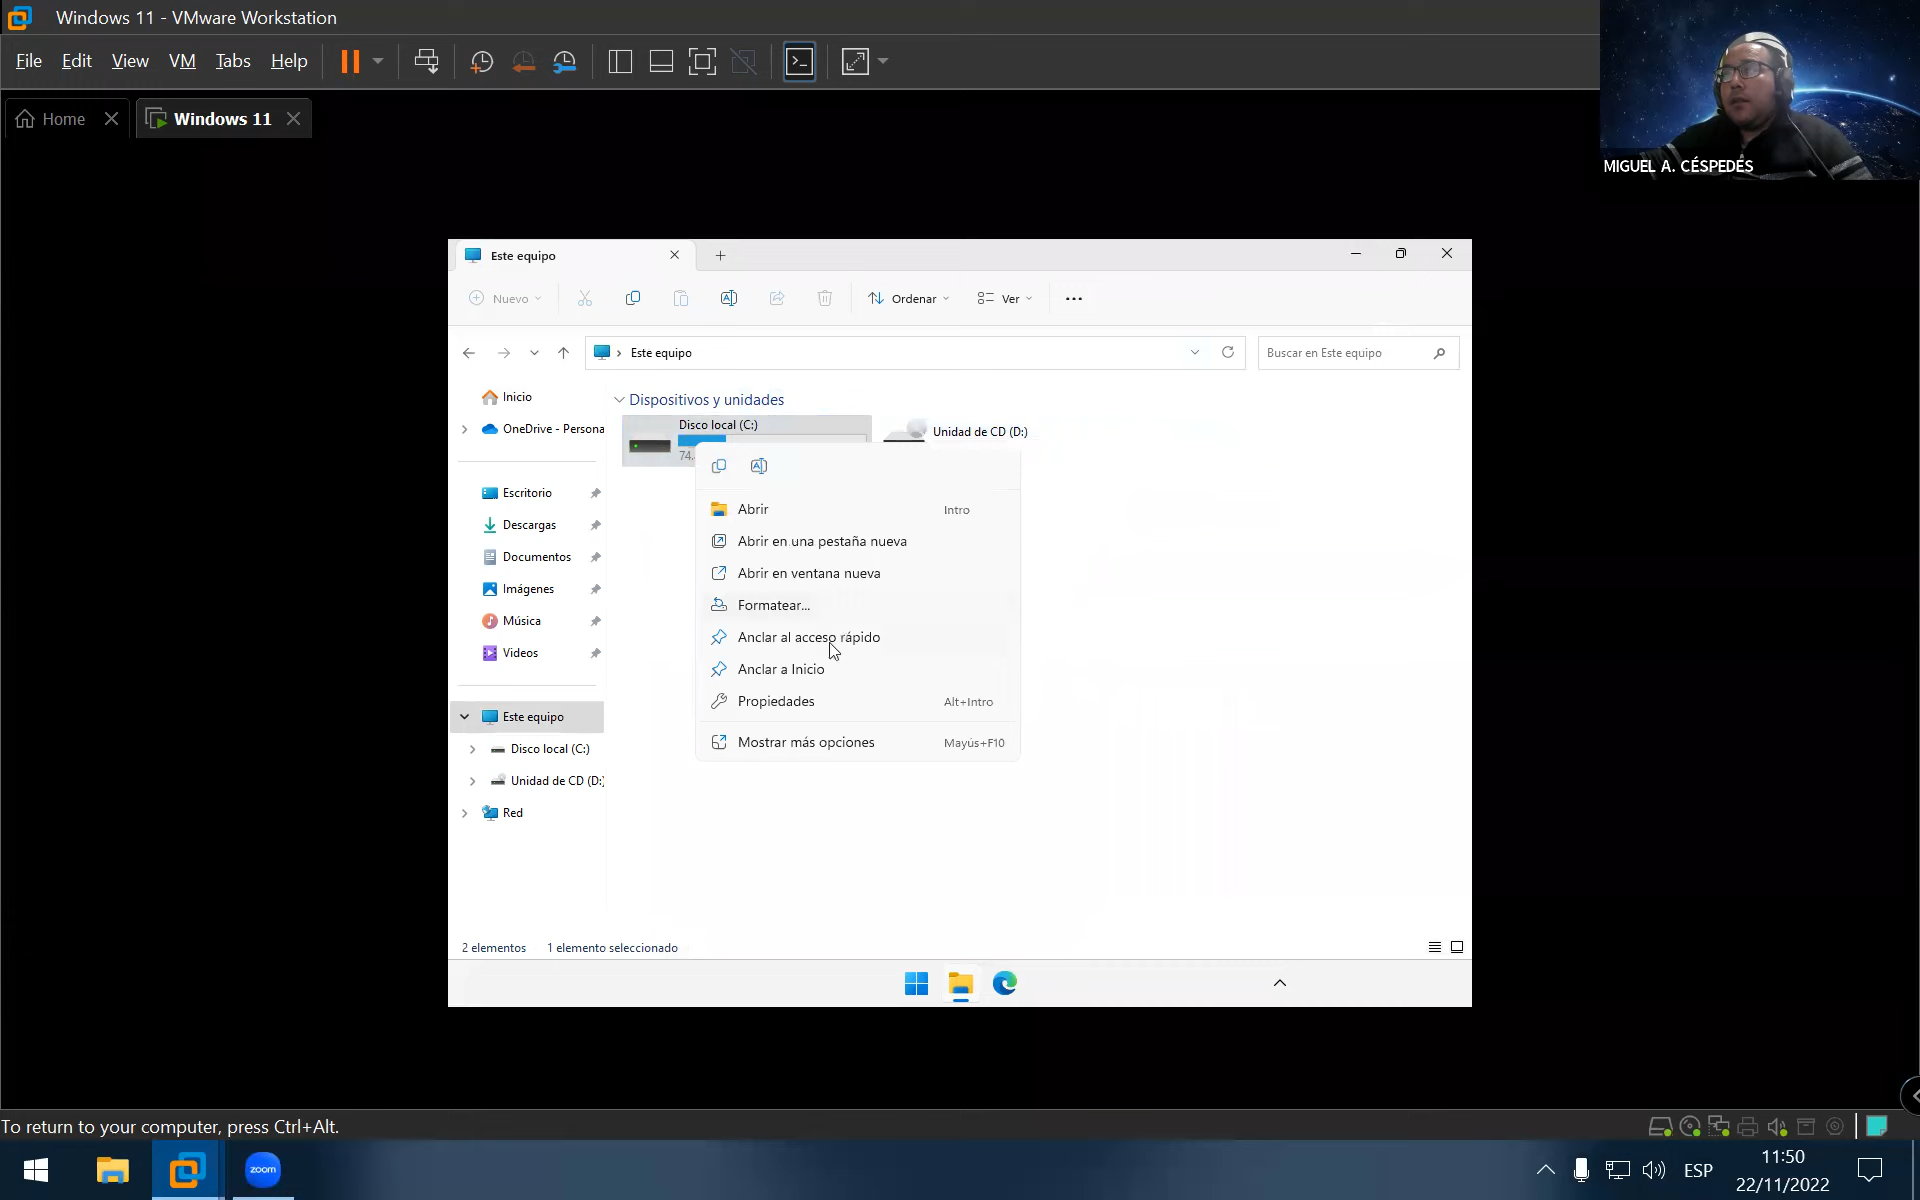 Windows 11 - VMware Workstation
File Edit View VM Tabs Help
Home
Windows 11
MIGUEL A. CÉSPEDES
Este equipo
Nuevo
Ordenar
Ver
Este equipo
Buscar en Este equipo
Inicio
OneDrive - Persona
Escritorio
Descargas
Documentos
Imágenes
Música
Videos
Este equipo
Disco local (C:)
Unidad de CD (D:)
Red
Dispositivos y unidades
Disco local (C:)
74.
Unidad de CD (D:)
Abrir Intro
Abrir en una pestaña nueva
Abrir en ventana nueva
Formatear...
Anclar al acceso rápido
Anclar a Inicio
Propiedades Alt+Intro
Mostrar más opciones Mayús+F10
2 elementos 1 elemento seleccionado
To return to your computer, press Ctrl+Alt.
zoom
ESP
11:50
22/11/2022